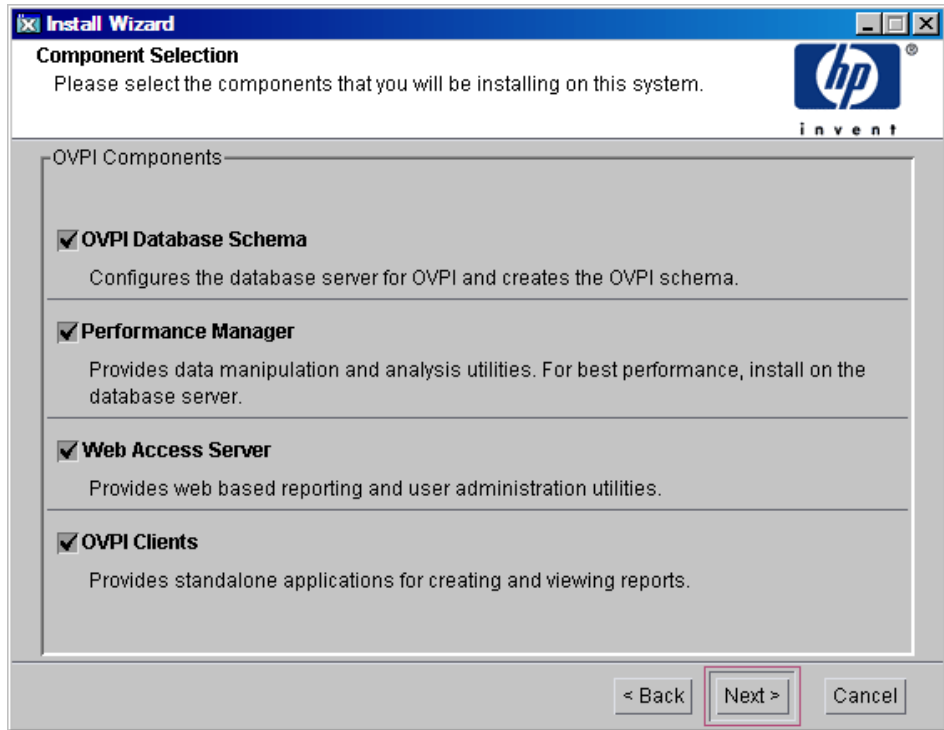 Install Wizard
Component Selection
Please select the components that you will be installing on this system.
hp
®
invent
OVPI Components
OVPI Database Schema
Configures the database server for OVPI and creates the OVPI schema.
Performance Manager
Provides data manipulation and analysis utilities. For best performance, install on the
database server.
Web Access Server
Provides web based reporting and user administration utilities.
OVPI Clients
Provides standalone applications for creating and viewing reports.
< Back
Next >
Cancel